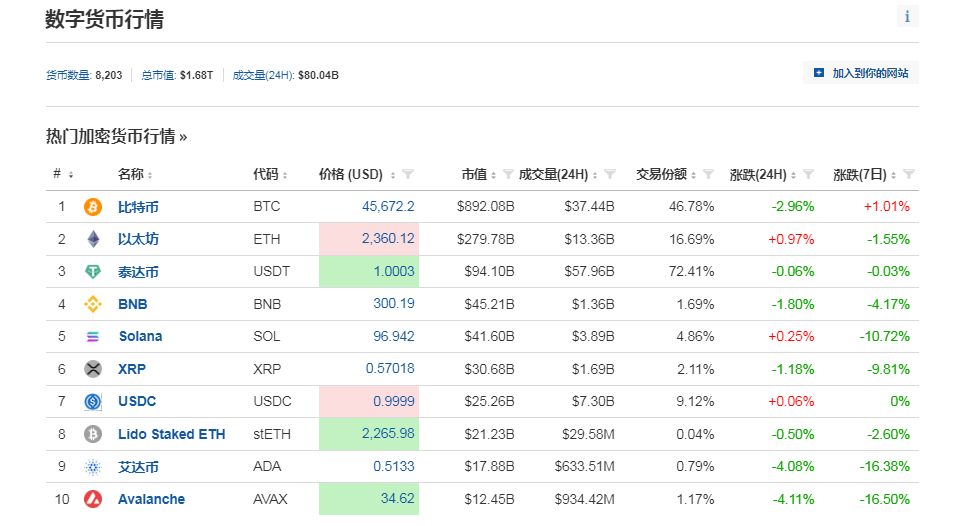 数字货币行情
货币数量: 8,203 总市值: $1.68T 成交量(24H): $80.04B 加入到你的网站
热门加密货币行情 »
# 名称 代码 价格 (USD) 市值 成交量(24H) 交易份额 涨跌(24H) 涨跌(7日)
1 比特币 BTC 45,672.2 $892.08B $37.44B 46.78% -2.96% +1.01%
2 以太坊 ETH 2,360.12 $279.78B $13.36B 16.69% +0.97% -1.55%
3 泰达币 USDT 1.0003 $94.10B $57.96B 72.41% -0.06% -0.03%
4 BNB BNB 300.19 $45.21B $1.36B 1.69% -1.80% -4.17%
5 Solana SOL 96.942 $41.60B $3.89B 4.86% +0.25% -10.72%
6 XRP XRP 0.57018 $30.68B $1.69B 2.11% -1.18% -9.81%
7 USDC USDC 0.9999 $25.26B $7.30B 9.12% +0.06% 0%
8 Lido Staked ETH stETH 2,265.98 $21.23B $29.58M 0.04% -0.50% -2.60%
9 艾达币 ADA 0.5133 $17.88B $633.51M 0.79% -4.08% -16.38%
10 Avalanche AVAX 34.62 $12.45B $934.42M 1.17% -4.11% -16.50%